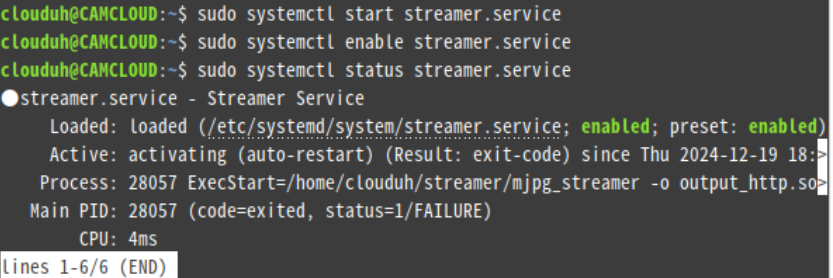 clouduh@CAMCLOUD:~$ sudo systemctl start streamer.service
clouduh@CAMCLOUD:~$ sudo systemctl enable streamer.service
clouduh@CAMCLOUD:~$ sudo systemctl status streamer.service
●streamer.service - Streamer Service
Loaded: loaded (/etc/systemd/system/streamer.service; enabled; preset: enabled)
Active: activating (auto-restart) (Result: exit-code) since Thu 2024-12-19 18:>
Process: 28057 ExecStart=/home/clouduh/streamer/mjpg_streamer -o output_http.so>
Main PID: 28057 (code=exited, status=1/FAILURE)
CPU: 4ms
lines 1-6/6 (END)